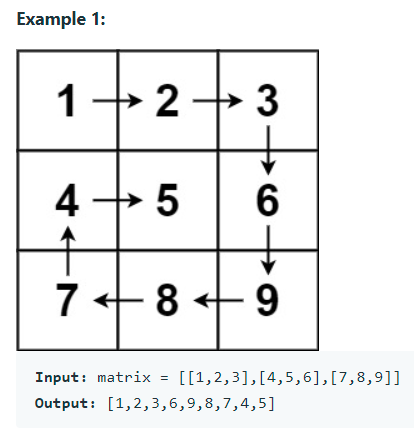 Example 1:
1 → 2 → 3
4 → 5 6
7 ← 8 ← 9
Input: matrix = [[1,2,3],[4,5,6],[7,8,9]]
Output: [1,2,3,6,9,8,7,4,5]